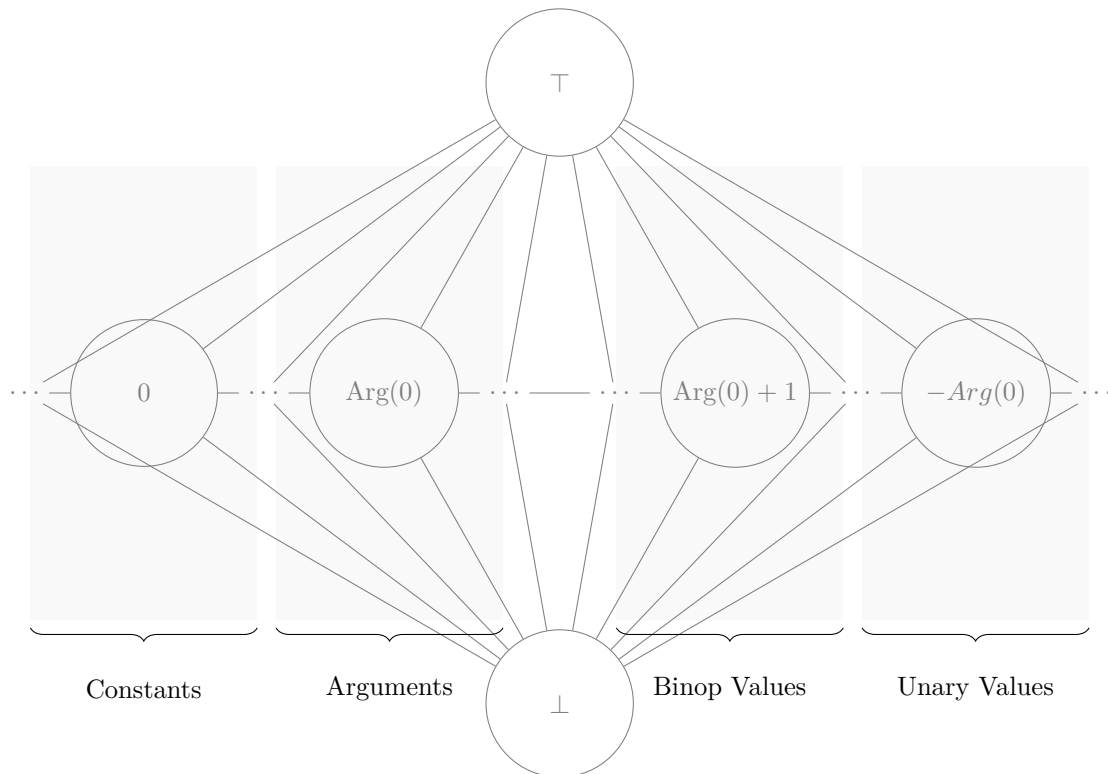 ⊤
··· 0 ··· Arg(0) ··· ··· Arg(0) + 1 ··· −Arg(0) ···
Constants Arguments Binop Values Unary Values
⊥